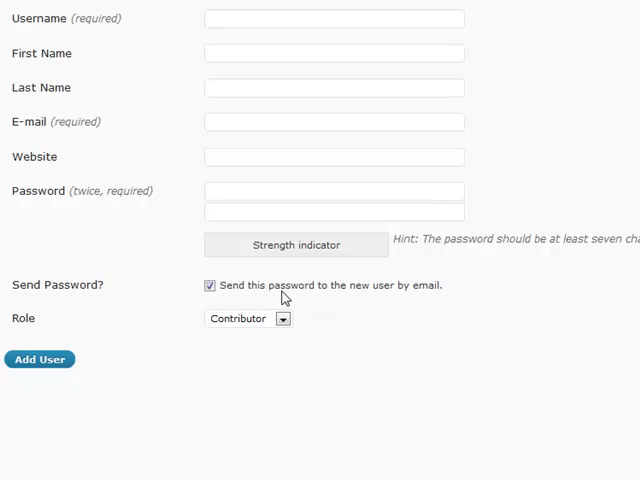 Username (required)
First Name
Last Name
E-mail (required)
Website
Password (twice, required)
Strength indicator
Hint: The password should be at least seven
Send Password?
Send this password to the new user by email.
Role
Contributor
Add User